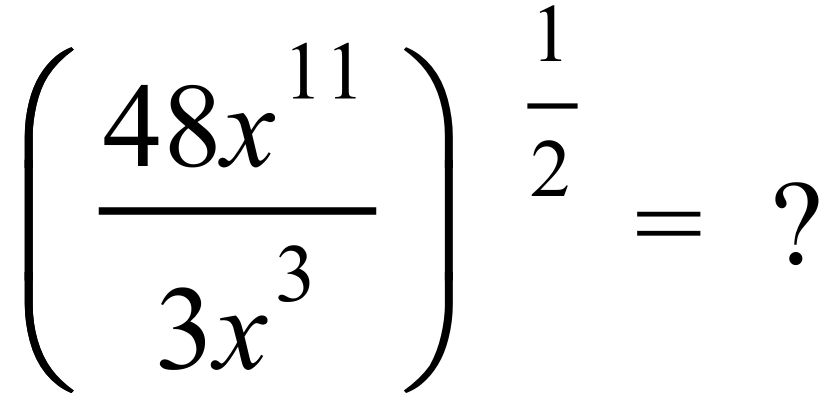 (48x^11 / 3x^3)^(1/2) = ?